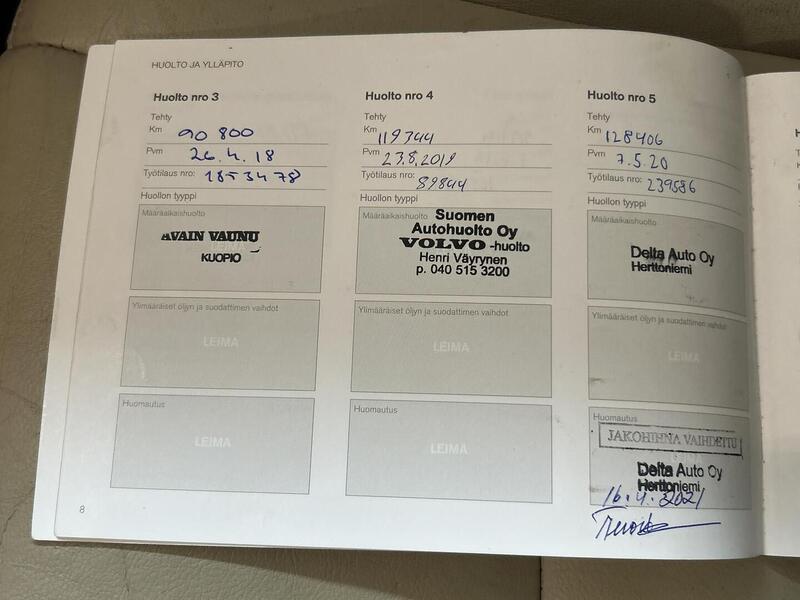 HUOLTO JA YLLÄPITO
Huolto nro 3
Tehty
Km 90 800
Pvm 26.4.18
Työtilaus nro: 1853478
Huollon tyyppi
Määräaikaishuolto
AVAIN VAUNU
KUOPIO
Ylimääräiset öljyn ja suodattimen vaihdot
LEIMA
Huomautus
LEIMA
8
Huolto nro 4
Tehty
Km 119744
Pvm 23.8.2019
Työtilaus nro: 89844
Huollon tyyppi
Määräaikaishuolto
Suomen
Autohuolto Oy
VOLVO -huolto
Henri Väyrynen
p. 040 515 3200
Ylimääräiset öljyn ja suodattimen vaihdot
LEIMA
Huomautus
LEIMA
Huolto nro 5
Tehty
Km 128406
Pvm 7.5.20
Työtilaus nro: 239586
Huollon tyyppi
Määräaikaishuolto
Delta Auto Oy
Herttoniemi
Ylimääräiset öljyn ja suodattimen vaihdot
LEIMA
Huomautus
JAKOHIHNA VAIHDETTU
Delta Auto Oy
Herttoniemi
16.4.2021